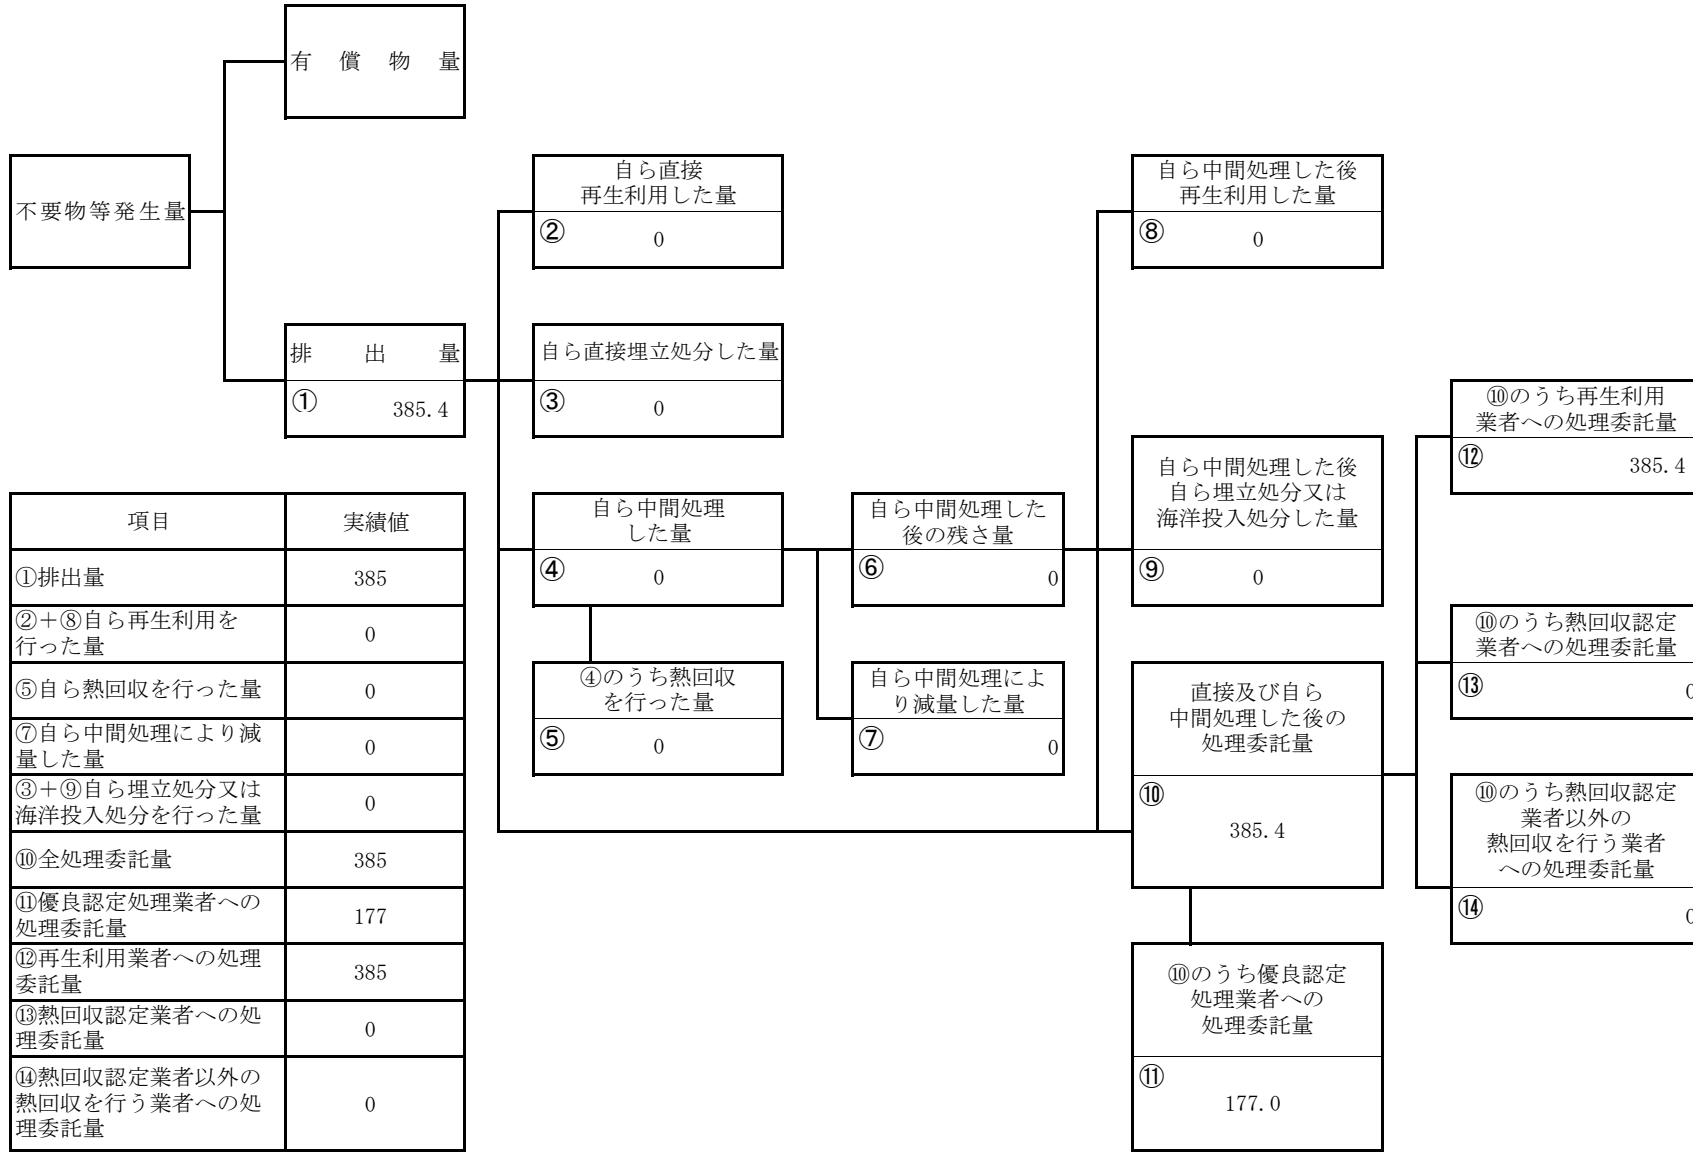 有償物量
不要物等発生量
排出量
① 385.4
自ら直接
再生利用した量
② 0
自ら直接埋立処分した量
③ 0
自ら中間処理
した量
④ 0
④のうち熱回収
を行った量
⑤ 0
自ら中間処理した
後の残さ量
⑥ 0
自ら中間処理によ
り減量した量
⑦ 0
自ら中間処理した後
再生利用した量
⑧ 0
自ら中間処理した後
自ら埋立処分又は
海洋投入処分した量
⑨ 0
直接及び自ら
中間処理した後の
処理委託量
⑩
385.4
⑩のうち優良認定
処理業者への
処理委託量
⑪
177.0
⑩のうち再生利用
業者への処理委託量
⑫ 385.4
⑩のうち熱回収認定
業者への処理委託量
⑬ 0
⑩のうち熱回収認定
業者以外の
熱回収を行う業者
への処理委託量
⑭ 0
項目 実績値
①排出量 385
②＋⑧自ら再生利用を
行った量 0
⑤自ら熱回収を行った量 0
⑦自ら中間処理により減
量した量 0
③＋⑨自ら埋立処分又は
海洋投入処分を行った量 0
⑩全処理委託量 385
⑪優良認定処理業者への
処理委託量 177
⑫再生利用業者への処理
委託量 385
⑬熱回収認定業者への処
理委託量 0
⑭熱回収認定業者以外の
熱回収を行う業者への処
理委託量 0